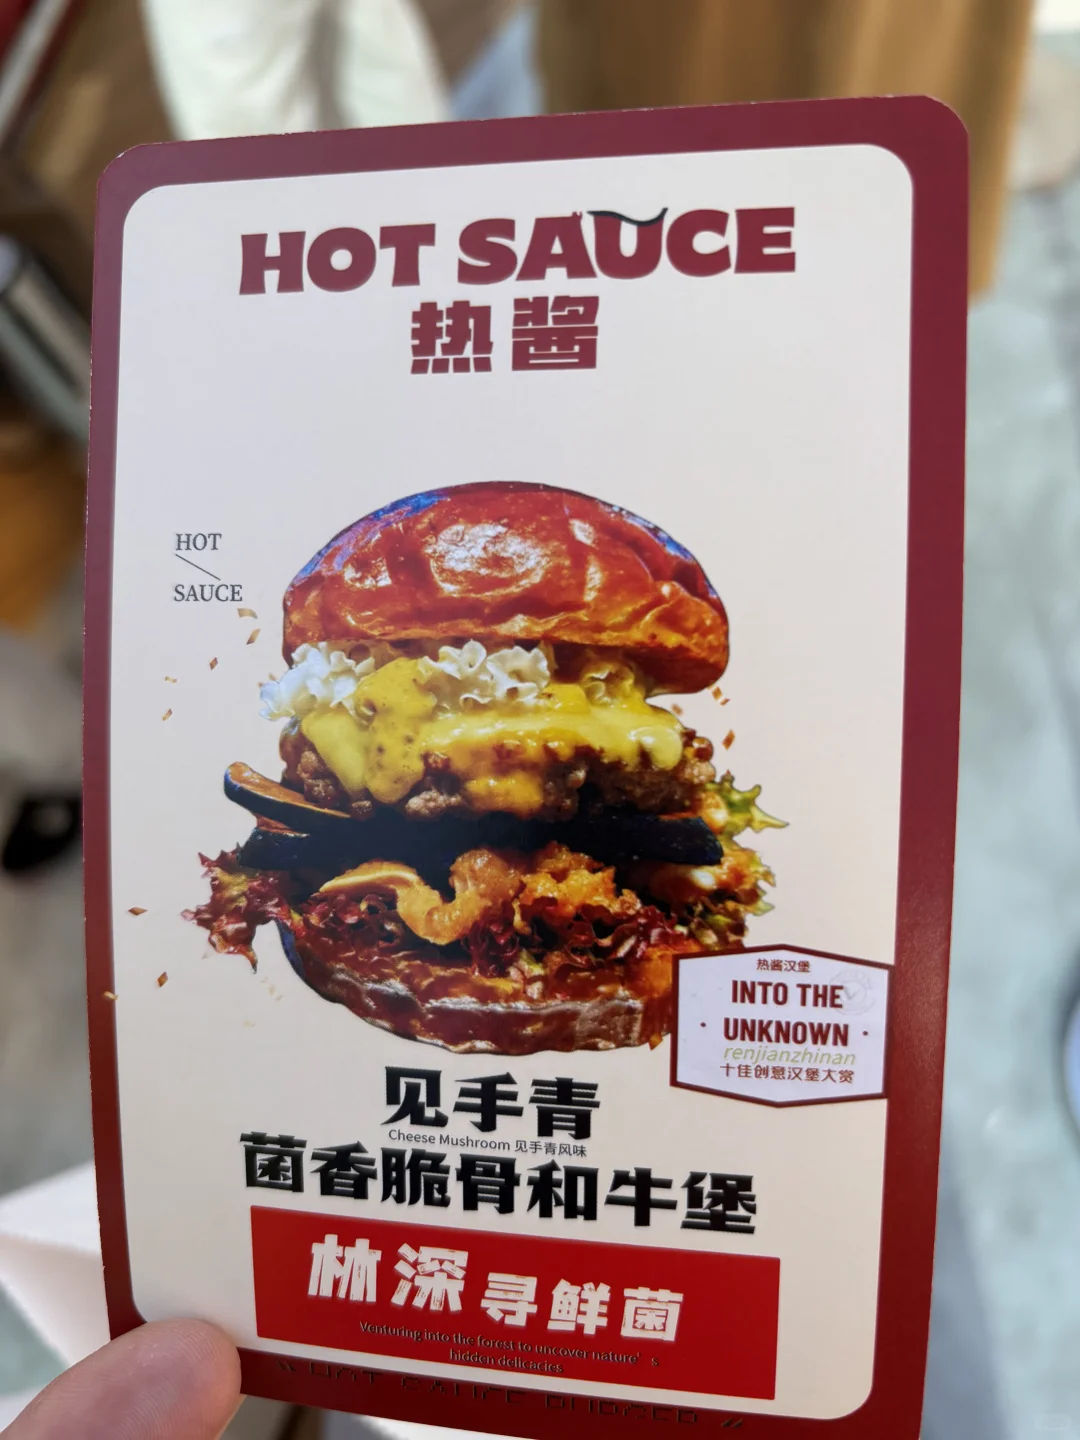 HOT SAUCE
热酱
HOT
SAUCE
热酱汉堡
INTO THE
· UNKNOWN ·
renjianzhinan
十佳创意汉堡大赏
见手青
Cheese Mushroom 见手青风味
菌香脆骨和牛堡
林深寻鲜菌
Venturing into the forest to uncover nature's
hidden delicacies